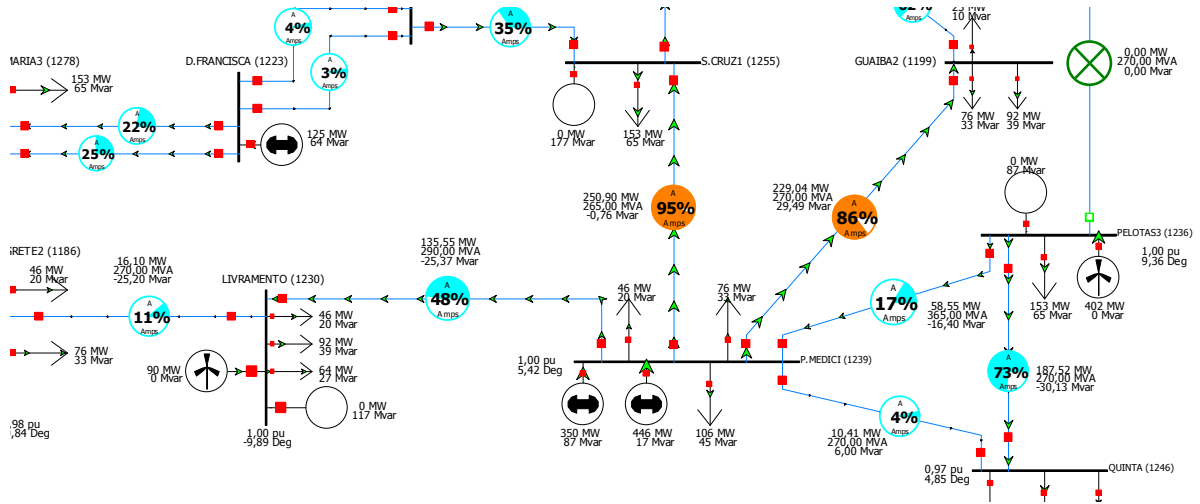 A
4%
Amps
A
35%
Amps
Amps
10 Mvar
MARIA3 (1278)
153 MW
65 Mvar
D.FRANCISCA (1223)
A
3%
Amps
S.CRUZ1 (1255)
GUAIBA2 (1199)
0,00 MW
270,00 MVA
0,00 Mvar
A
22%
Amps
A
25%
Amps
125 MW
64 Mvar
0 MW
177 Mvar
153 MW
65 Mvar
76 MW
33 Mvar
92 MW
39 Mvar
250,90 MW
265,00 MVA
-0,76 Mvar
A
95%
Amps
229,04 MW
270,00 MVA
29,49 Mvar
A
86%
Amps
0 MW
87 Mvar
PELOTAS3 (1236)
1,00 pu
9,36 Deg
GRETE2 (1186)
46 MW
20 Mvar
16,10 MW
270,00 MVA
-25,20 Mvar
A
11%
Amps
LIVRAMENTO (1230)
135,55 MW
290,00 MVA
-25,37 Mvar
A
48%
Amps
46 MW
20 Mvar
76 MW
33 Mvar
A
17%
Amps
58,55 MW
365,00 MVA
-16,40 Mvar
153 MW
65 Mvar
402 MW
0 Mvar
46 MW
20 Mvar
92 MW
39 Mvar
64 MW
27 Mvar
76 MW
33 Mvar
90 MW
0 Mvar
0 MW
117 Mvar
1,00 pu
5,42 Deg
P.MEDICI (1239)
A
73%
Amps
187,52 MW
270,00 MVA
-30,13 Mvar
,98 pu
,84 Deg
1,00 pu
-9,89 Deg
350 MW
87 Mvar
446 MW
17 Mvar
106 MW
45 Mvar
A
4%
Amps
10,41 MW
270,00 MVA
6,00 Mvar
0,97 pu
4,85 Deg
QUINTA (1246)